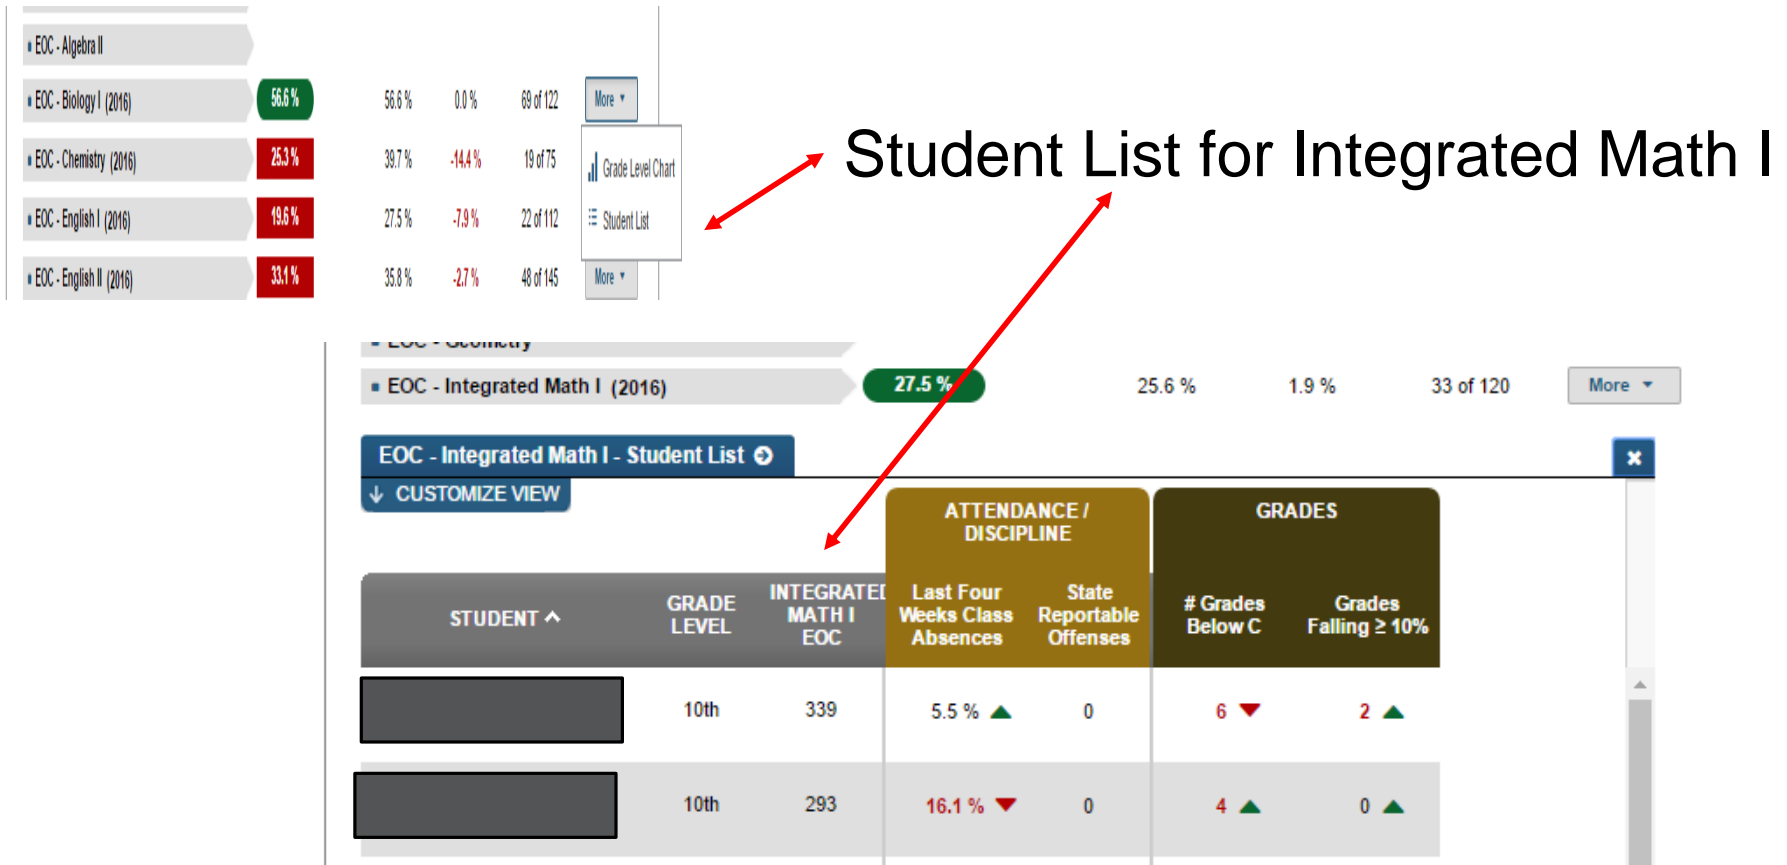 EOC - Algebra II
EOC - Biology I (2016) 56.6 % 56.6 % 0.0 % 69 of 122 More
EOC - Chemistry (2016) 25.3 % 39.7 % -14.4 % 19 of 75
Grade Level Chart
EOC - English I (2016) 19.6 % 27.5 % -7.9 % 22 of 112
Student List
EOC - English II (2016) 33.1 % 35.8 % -2.7 % 48 of 145 More
Student List for Integrated Math I
EOC - Geometry
EOC - Integrated Math I (2016) 27.5 % 25.6 % 1.9 % 33 of 120 More
EOC - Integrated Math I - Student List
CUSTOMIZE VIEW
ATTENDANCE /
DISCIPLINE
GRADES
STUDENT
GRADE
LEVEL
INTEGRATED
MATH I
EOC
Last Four
Weeks Class
Absences
State
Reportable
Offenses
# Grades
Below C
Grades
Falling ≥ 10%
10th 339 5.5 % 0 6 2
10th 293 16.1 % 0 4 0